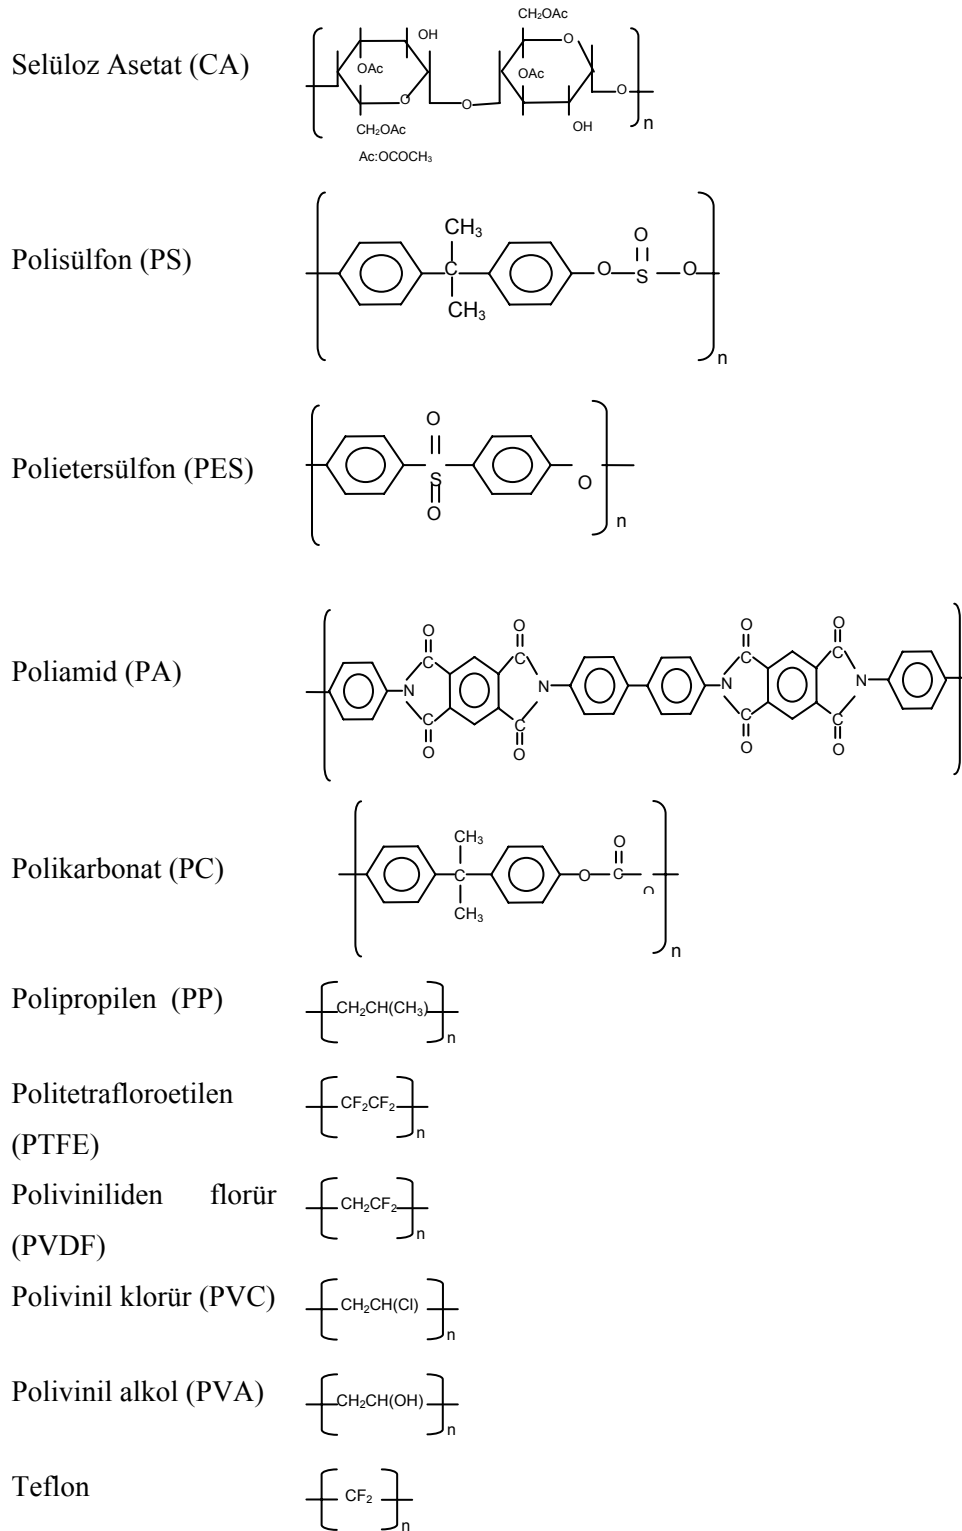 Selüloz Asetat (CA)
CH₂OAc
OH
O
OAc
OAc
O
O
O
CH₂OAc
OH
n
Ac:OCOCH₃
Polisülfon (PS)
CH₃
O
C
O
S
O
CH₃
n
Polietersülfon (PES)
O
S
O
O
n
Poliamid (PA)
O
O
O
O
C
C
C
C
N
N
N
N
C
C
C
C
O
O
O
O
Polikarbonat (PC)
CH₃
O
C
O
C
O
CH₃
n
Polipropilen (PP)
CH₂CH(CH₃)
n
Politetrafloroetilen
(PTFE)
CF₂CF₂
n
Poliviniliden florür
(PVDF)
CH₂CF₂
n
Polivinil klorür (PVC)
CH₂CH(Cl)
n
Polivinil alkol (PVA)
CH₂CH(OH)
n
Teflon
CF₂
n